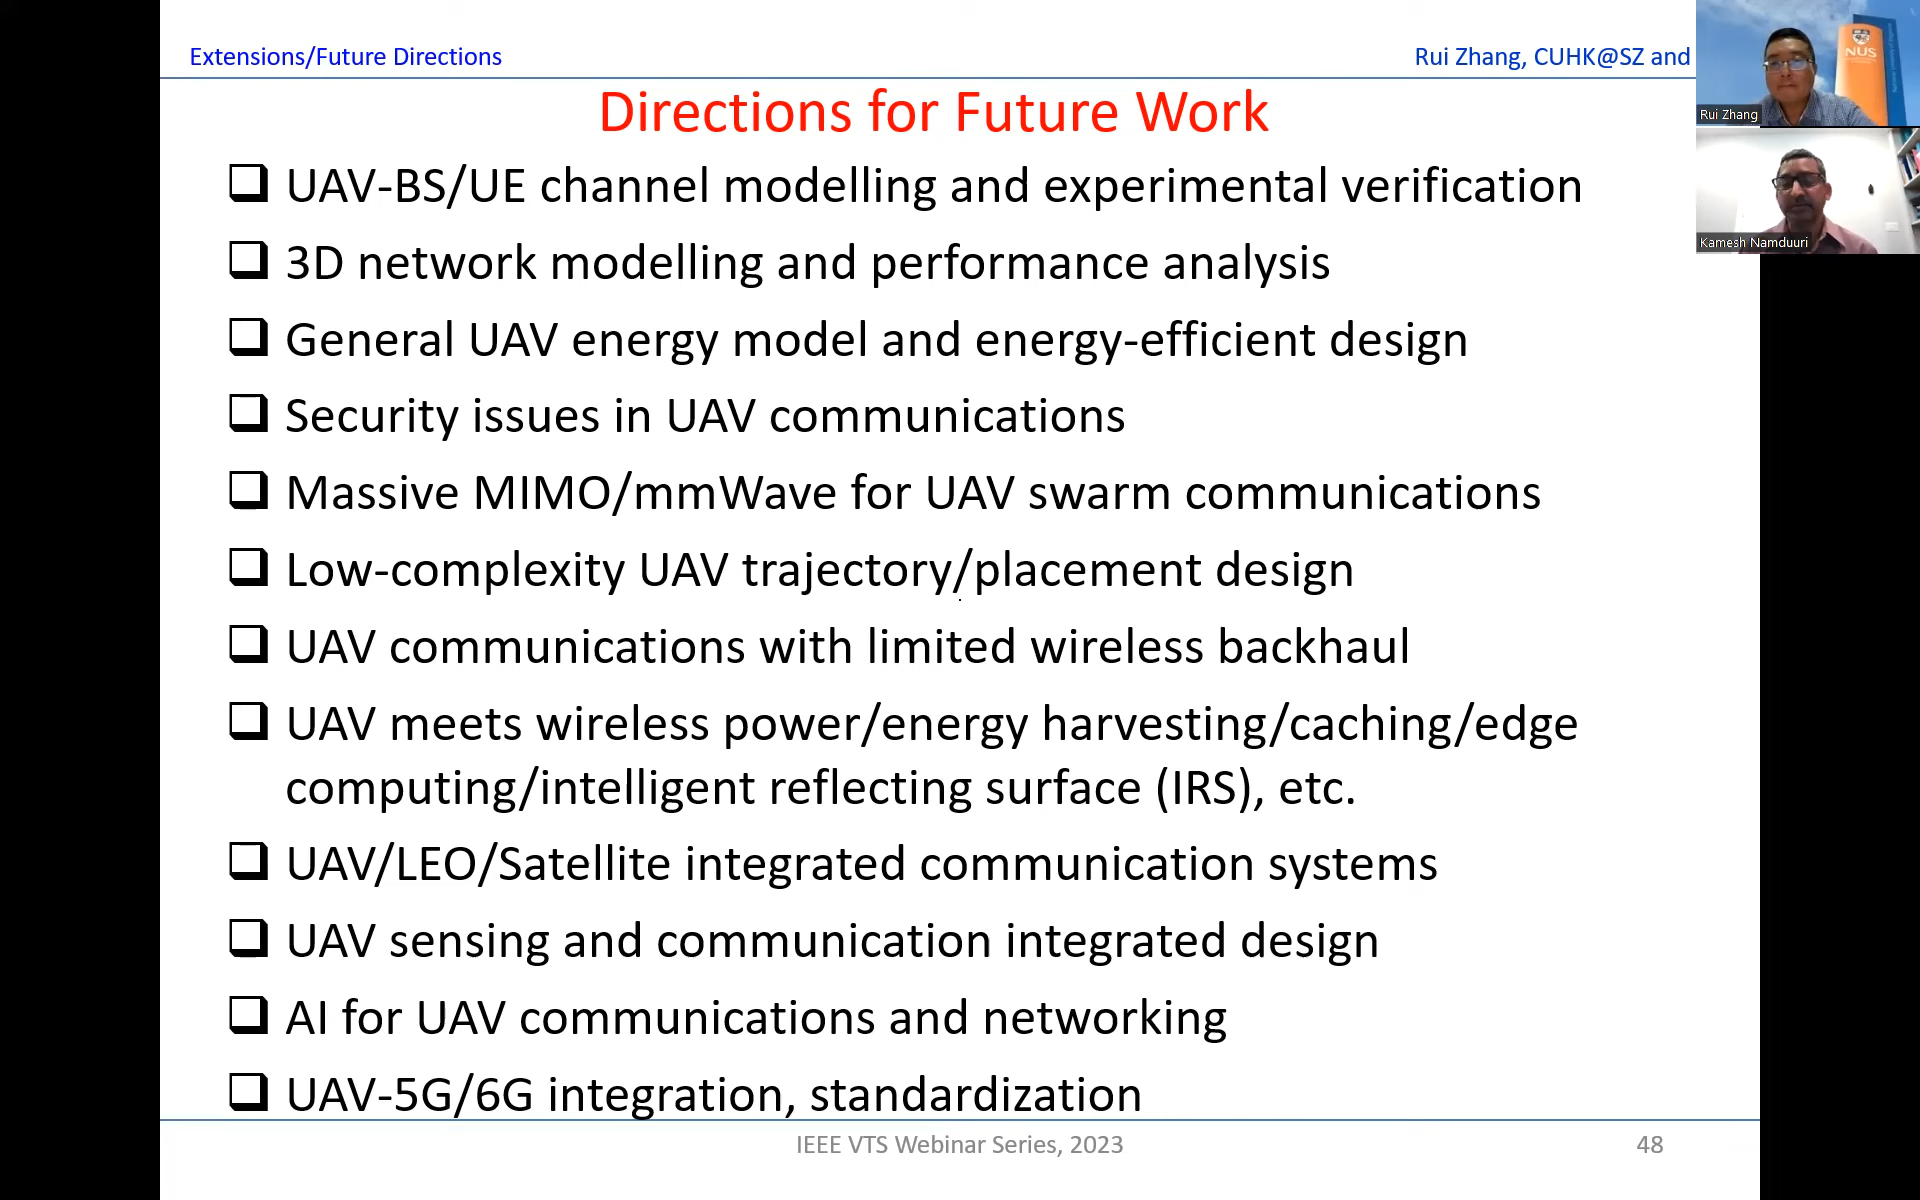 Extensions/Future Directions
Rui Zhang, CUHK@SZ and
Directions for Future Work
UAV-BS/UE channel modelling and experimental verification
3D network modelling and performance analysis
General UAV energy model and energy-efficient design
Security issues in UAV communications
Massive MIMO/mmWave for UAV swarm communications
Low-complexity UAV trajectory/placement design
UAV communications with limited wireless backhaul
UAV meets wireless power/energy harvesting/caching/edge
computing/intelligent reflecting surface (IRS), etc.
UAV/LEO/Satellite integrated communication systems
UAV sensing and communication integrated design
AI for UAV communications and networking
UAV-5G/6G integration, standardization
IEEE VTS Webinar Series, 2023
48
NUS
Rui Zhang
Kamesh Namduuri